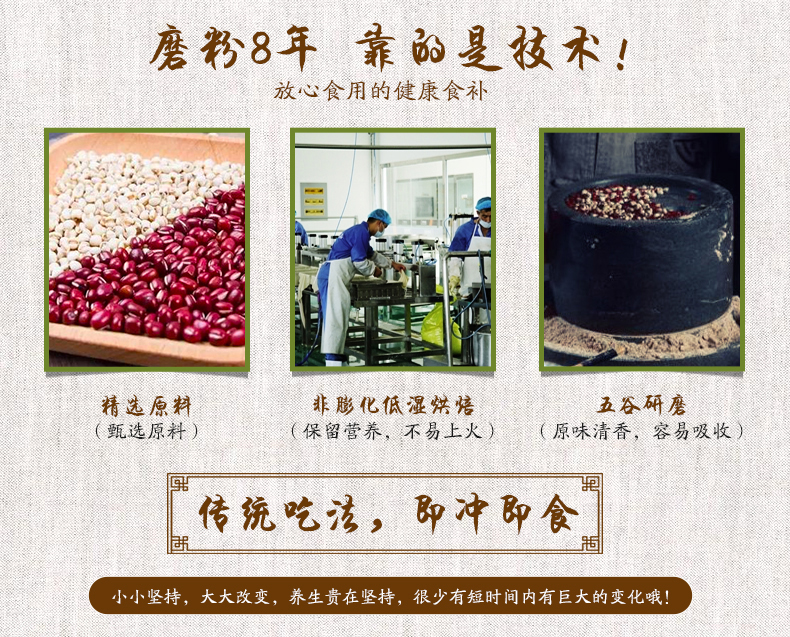 磨粉8年 靠的是技术!
放心食用的健康食补
精选原料
(甄选原料)
非膨化低湿烘焙
(保留营养,不易上火)
五谷研磨
(原味清香,容易吸收)
传统吃法,即冲即食
小小坚持,大大改变,养生贵在坚持,很少有短时间内有巨大的变化哦!